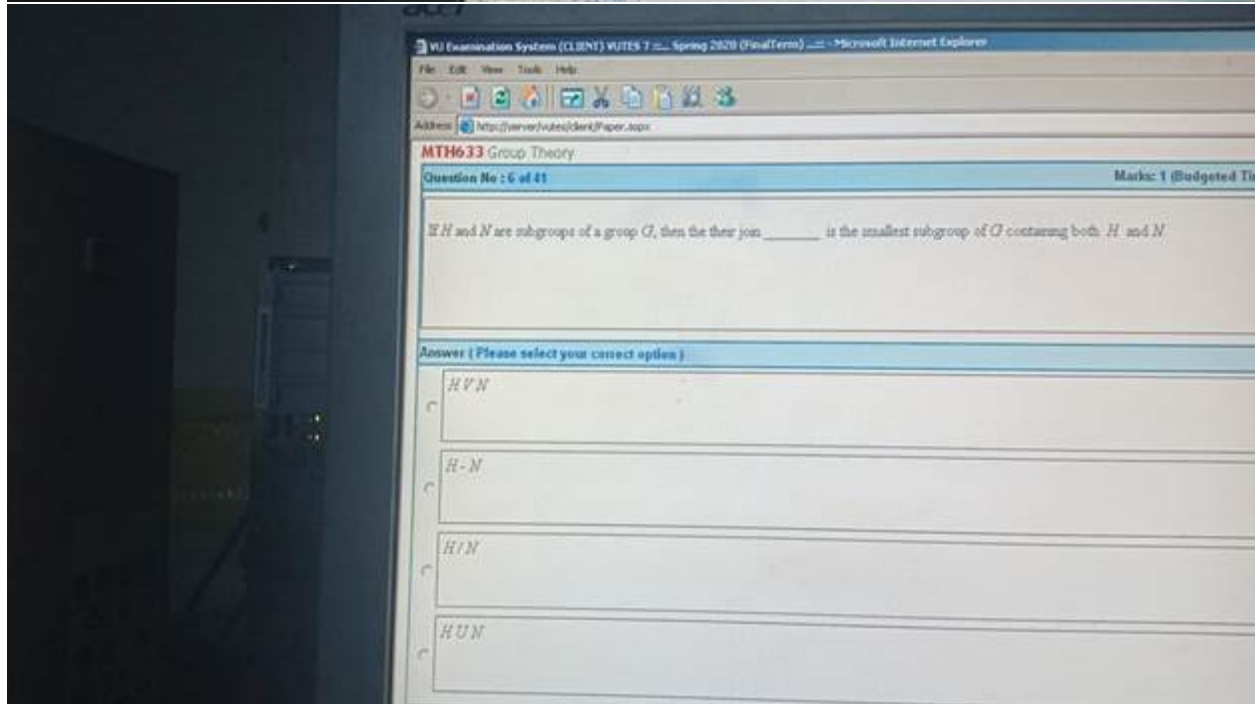 acer
VU Examination System (CLIENT) VUTES 7 ::... Spring 2020 (FinalTerm) ...:: - Microsoft Internet Explorer
File Edit View Tools Help
Address http://server/vutes/client/Paper.aspx
MTH633 Group Theory
Question No : 6 of 41 Marks: 1 (Budgeted Ti
If H and N are subgroups of a group G, then the their join _______ is the smallest subgroup of G containing both H and N
Answer ( Please select your correct option )
H V N
H - N
H / N
H U N